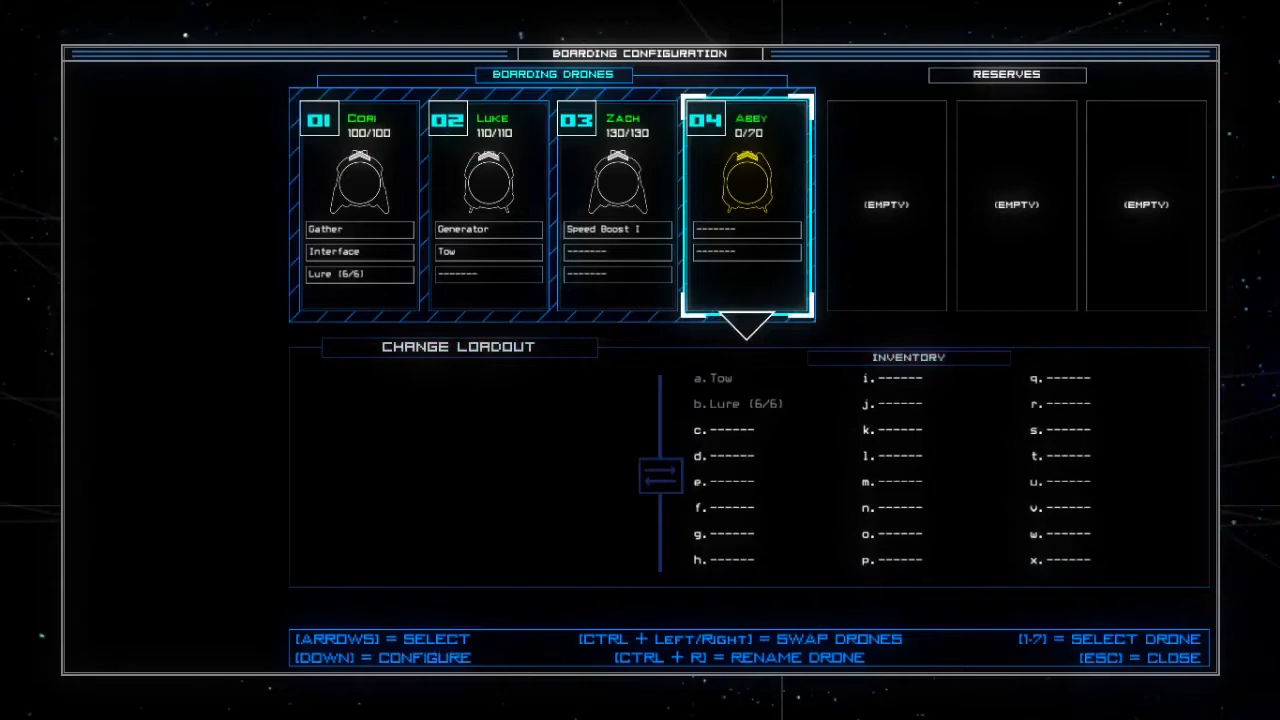 BOARDING CONFIGURATION
BOARDING DRONES
RESERVES
01 CORI 100/100
02 LUKE 110/110
03 ZACH 130/130
04 ABBY 0/70
Gather
Interface
Lure (6/6)
Generator
Tow
-------
Speed Boost I
-------
-------
-------
-------
(EMPTY)
(EMPTY)
(EMPTY)
CHANGE LOADOUT
INVENTORY
a.Tow
b.Lure (6/6)
c.------
d.------
e.------
f.------
g.------
h.------
i.------
j.------
k.------
l.------
m.------
n.------
o.------
p.------
q.------
r.------
s.------
t.------
u.------
v.------
w.------
x.------
[ARROWS] = SELECT
[DOWN] = CONFIGURE
[CTRL + LEFT/RIGHT] = SWAP DRONES
[CTRL + R] = RENAME DRONE
[1-7] = SELECT DRONE
[ESC] = CLOSE